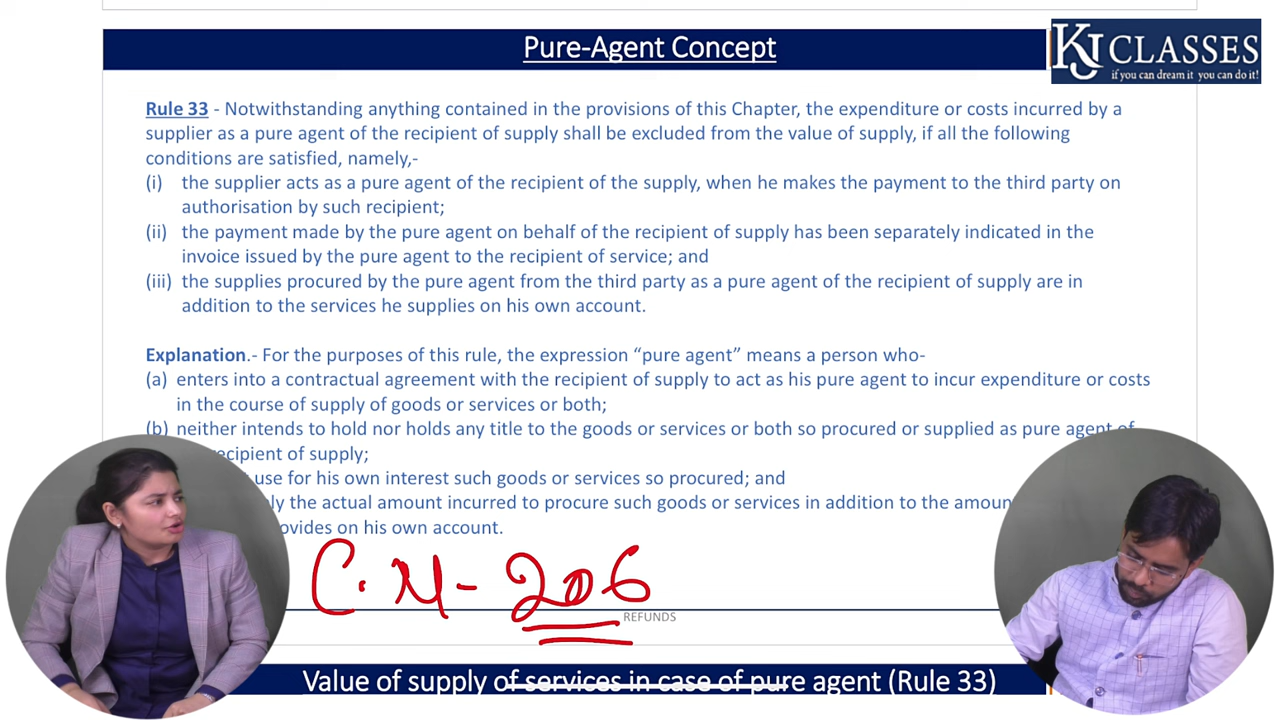 Pure-Agent Concept
KJ CLASSES
if you can dream it you can do it!
Rule 33 - Notwithstanding anything contained in the provisions of this Chapter, the expenditure or costs incurred by a
supplier as a pure agent of the recipient of supply shall be excluded from the value of supply, if all the following
conditions are satisfied, namely,-
(i) the supplier acts as a pure agent of the recipient of the supply, when he makes the payment to the third party on
authorisation by such recipient;
(ii) the payment made by the pure agent on behalf of the recipient of supply has been separately indicated in the
invoice issued by the pure agent to the recipient of service; and
(iii) the supplies procured by the pure agent from the third party as a pure agent of the recipient of supply are in
addition to the services he supplies on his own account.
Explanation.- For the purposes of this rule, the expression “pure agent” means a person who-
(a) enters into a contractual agreement with the recipient of supply to act as his pure agent to incur expenditure or costs
in the course of supply of goods or services or both;
(b) neither intends to hold nor holds any title to the goods or services or both so procured or supplied as pure agent of
recipient of supply;
use for his own interest such goods or services so procured; and
the actual amount incurred to procure such goods or services in addition to the
on his own account.
C.M-206
REFUNDS
Value of supply of services in case of pure agent (Rule 33)